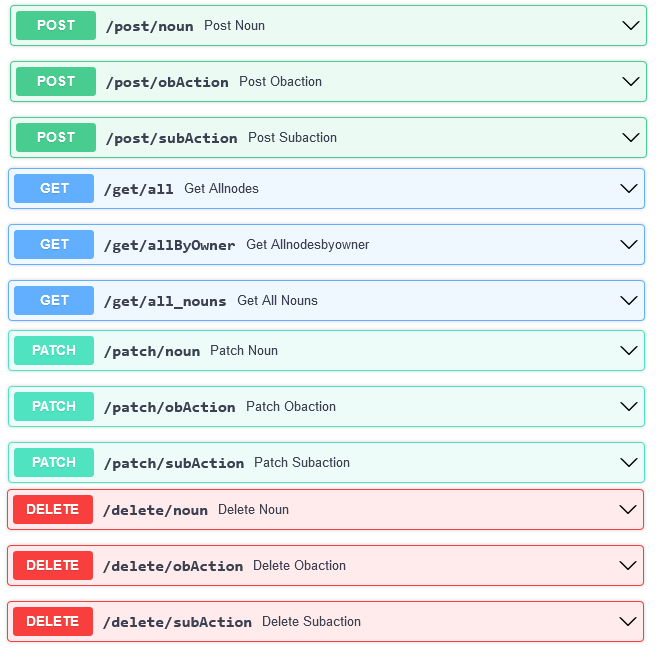 POST /post/noun Post Noun
POST /post/obAction Post Obaction
POST /post/subAction Post Subaction
GET /get/all Get Allnodes
GET /get/allByOwner Get Allnodesbyowner
GET /get/all_nouns Get All Nouns
PATCH /patch/noun Patch Noun
PATCH /patch/obAction Patch Obaction
PATCH /patch/subAction Patch Subaction
DELETE /delete/noun Delete Noun
DELETE /delete/obAction Delete Obaction
DELETE /delete/subAction Delete Subaction